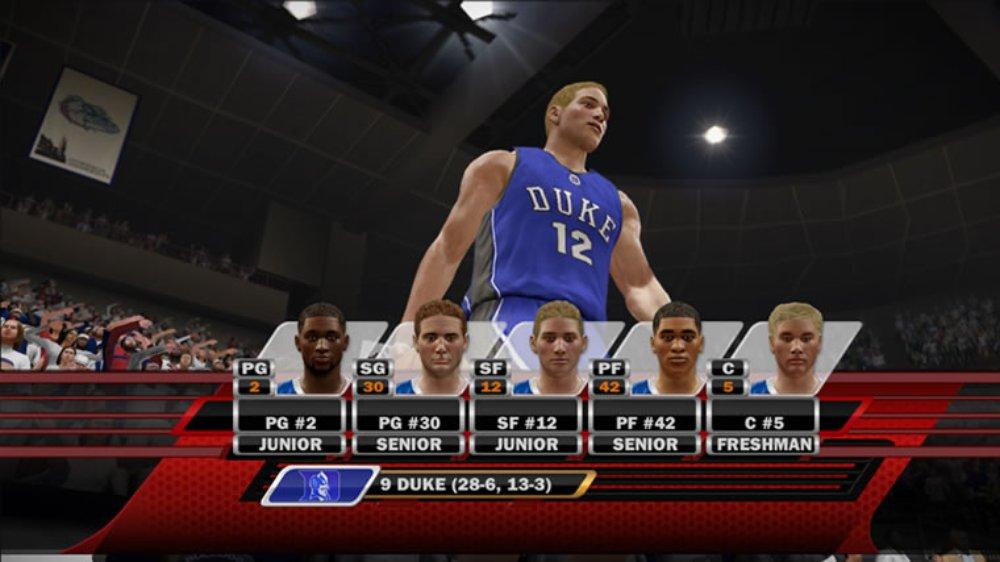 DUKE
12
PG SG SF PF C
2 30 12 42 5
PG #2 PG #30 SF #12 PF #42 C #5
JUNIOR SENIOR JUNIOR SENIOR FRESHMAN
9 DUKE (28-6, 13-3)